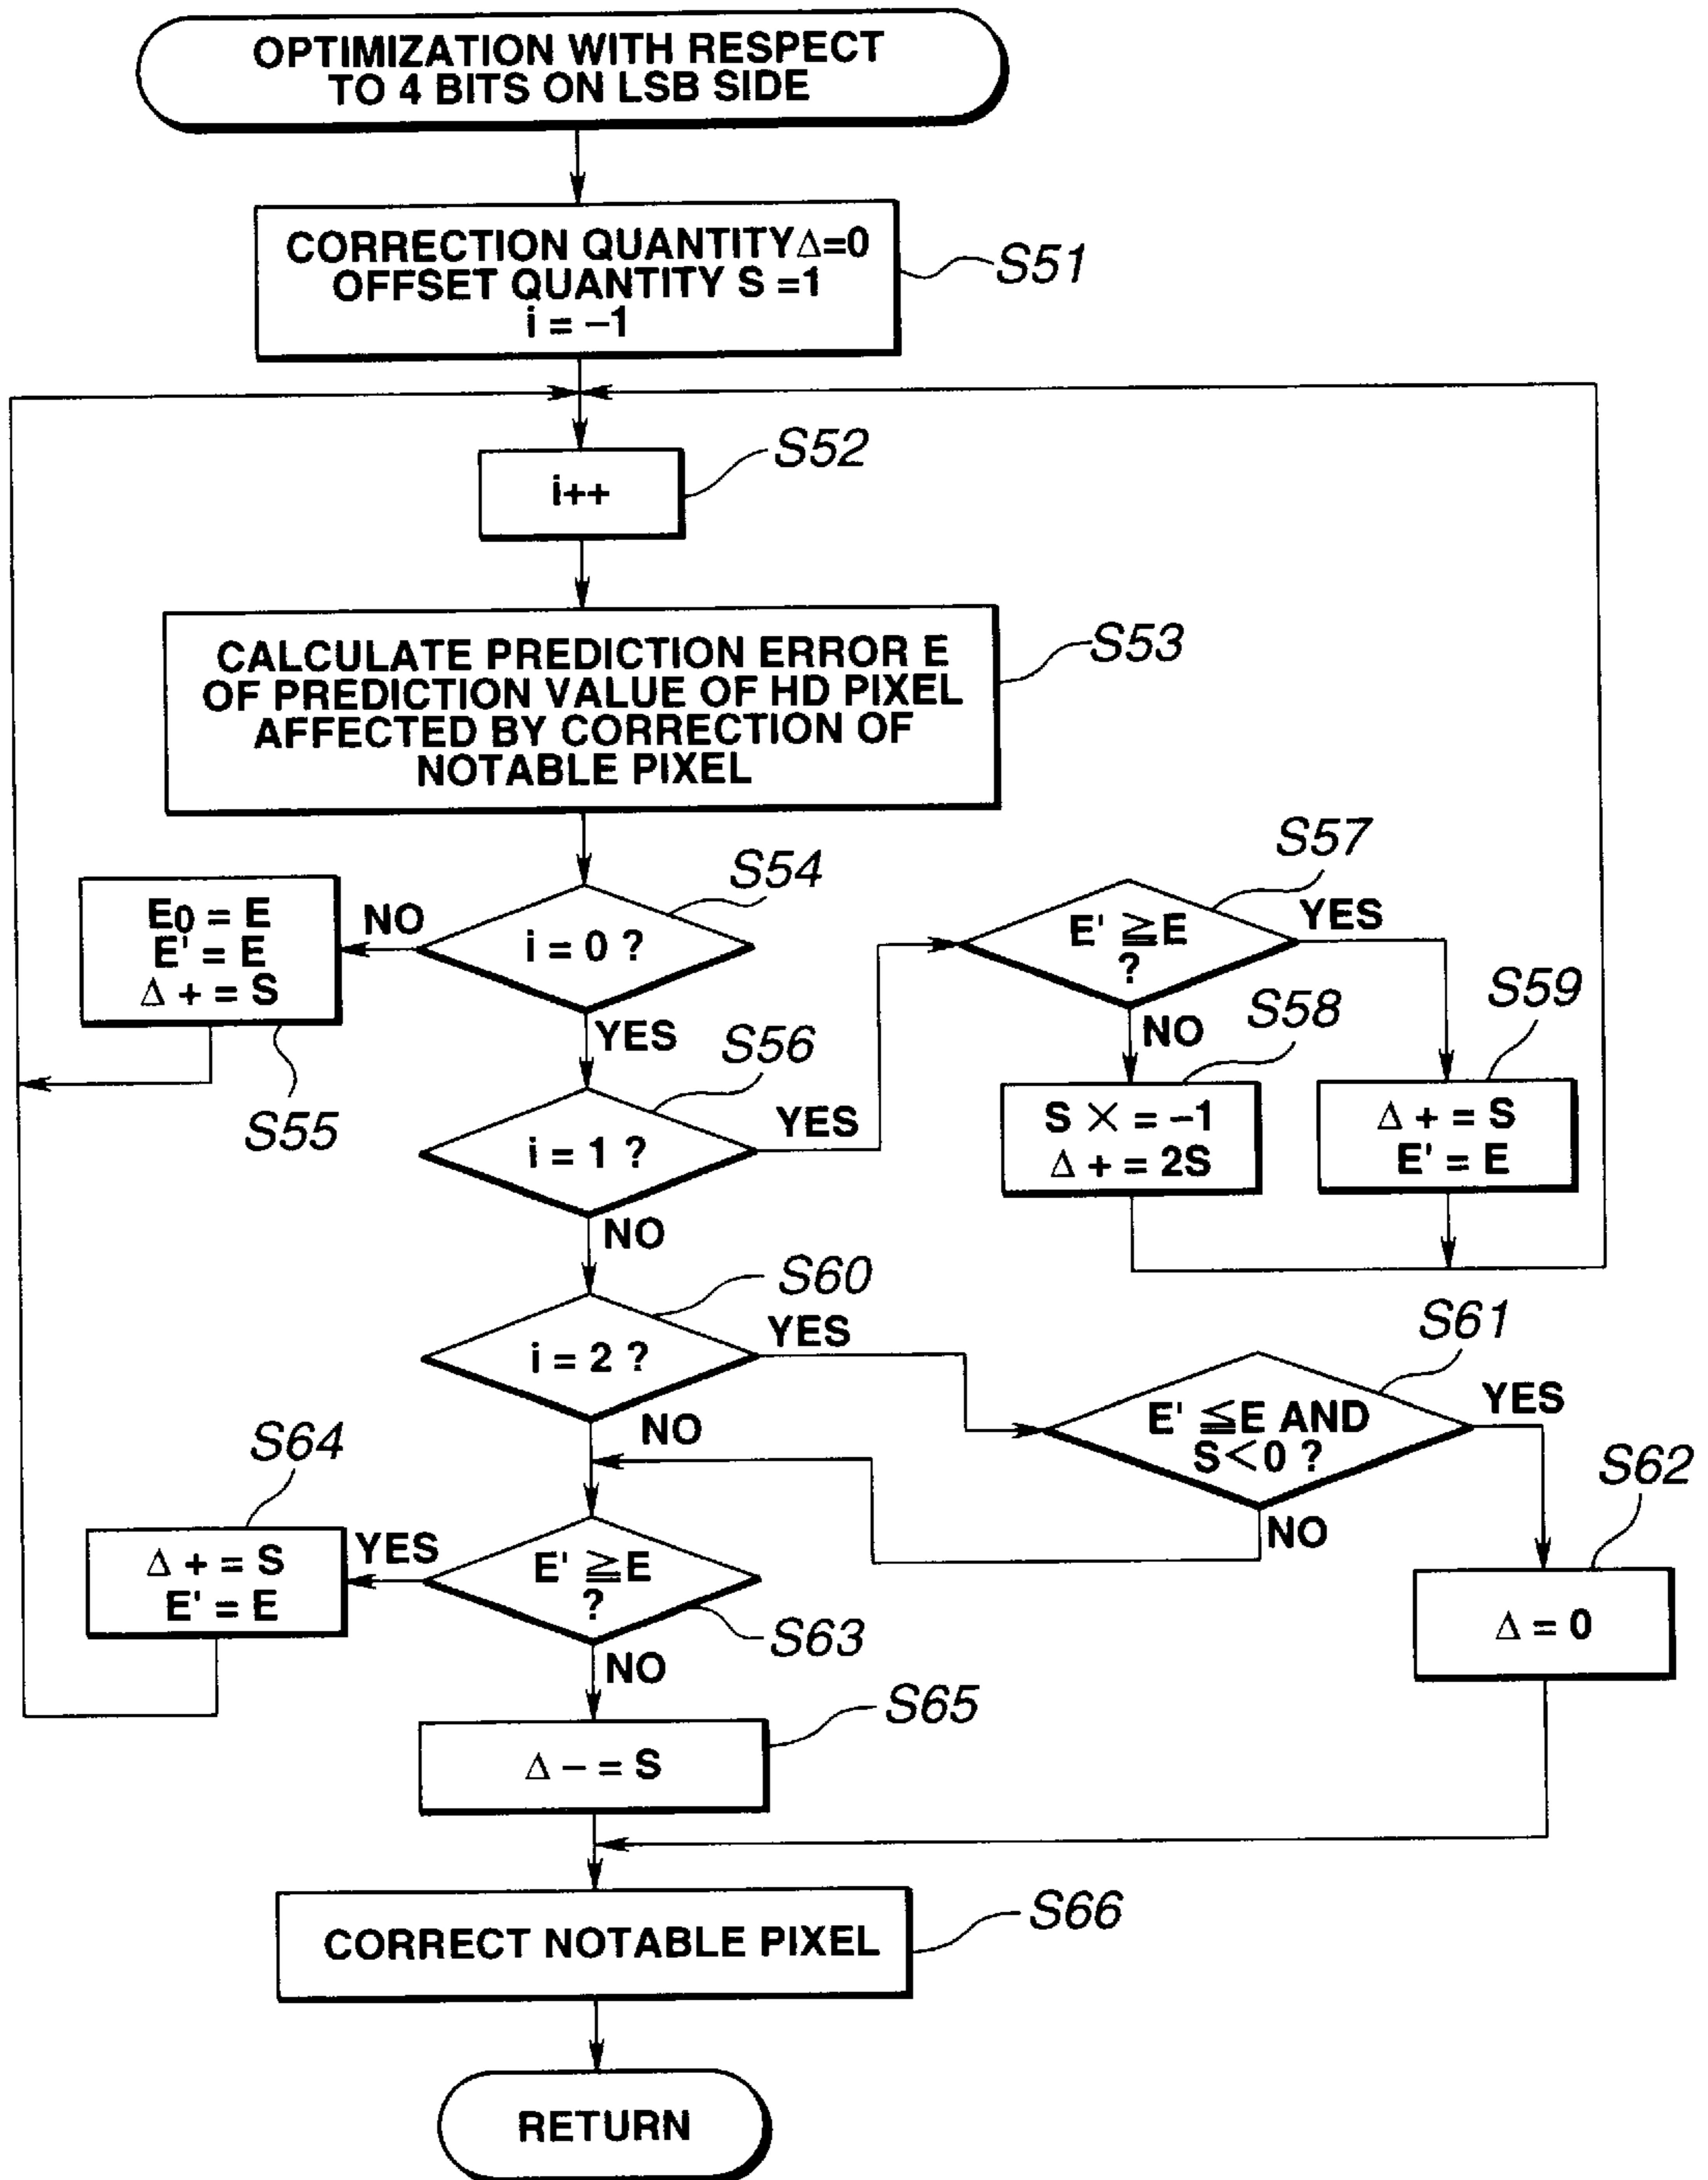 OPTIMIZATION WITH RESPECT
TO 4 BITS ON LSB SIDE
CORRECTION QUANTITY Δ=0
OFFSET QUANTITY S =1
i = –1
S51
i++
S52
CALCULATE PREDICTION ERROR E
OF PREDICTION VALUE OF HD PIXEL
AFFECTED BY CORRECTION OF
NOTABLE PIXEL
S53
i = 0 ?
S54
NO
YES
E0 = E
E' = E
Δ + = S
S55
i = 1 ?
S56
YES
NO
E' ≧E
?
S57
YES
NO
S × = –1
Δ + = 2S
S58
Δ + = S
E' = E
S59
i = 2 ?
S60
YES
NO
E' ≦E AND
S<0 ?
S61
YES
NO
Δ = 0
S62
E' ≧E
?
S63
YES
NO
Δ + = S
E' = E
S64
Δ – = S
S65
CORRECT NOTABLE PIXEL
S66
RETURN